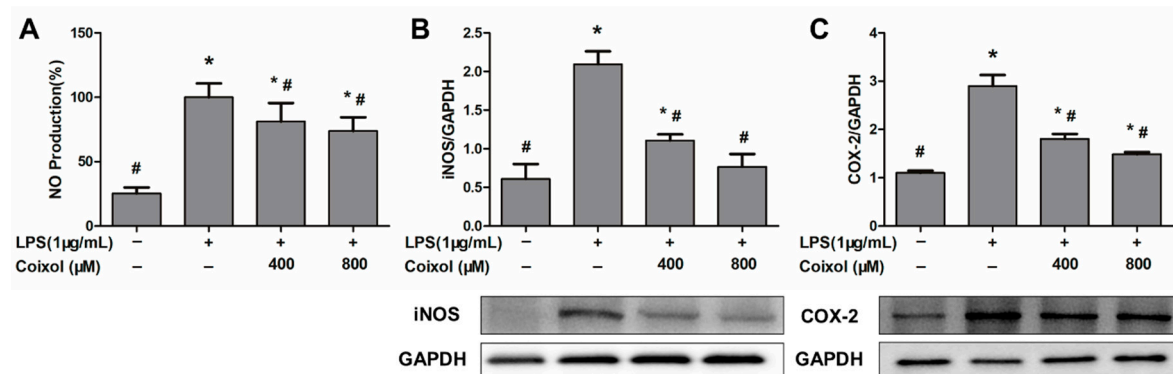 A
NO Production(%)
150
100
50
0
#
*
* #
* #
LPS(1μg/mL) – + + +
Coixol (μM) – – 400 800
B
iNOS/GAPDH
2.5
2.0
1.5
1.0
0.5
0.0
#
*
* #
#
LPS(1μg/mL) – + + +
Coixol (μM) – – 400 800
C
COX-2/GAPDH
4
3
2
1
0
#
*
* #
* #
LPS(1μg/mL) – + + +
Coixol (μM) – – 400 800
iNOS
GAPDH
COX-2
GAPDH